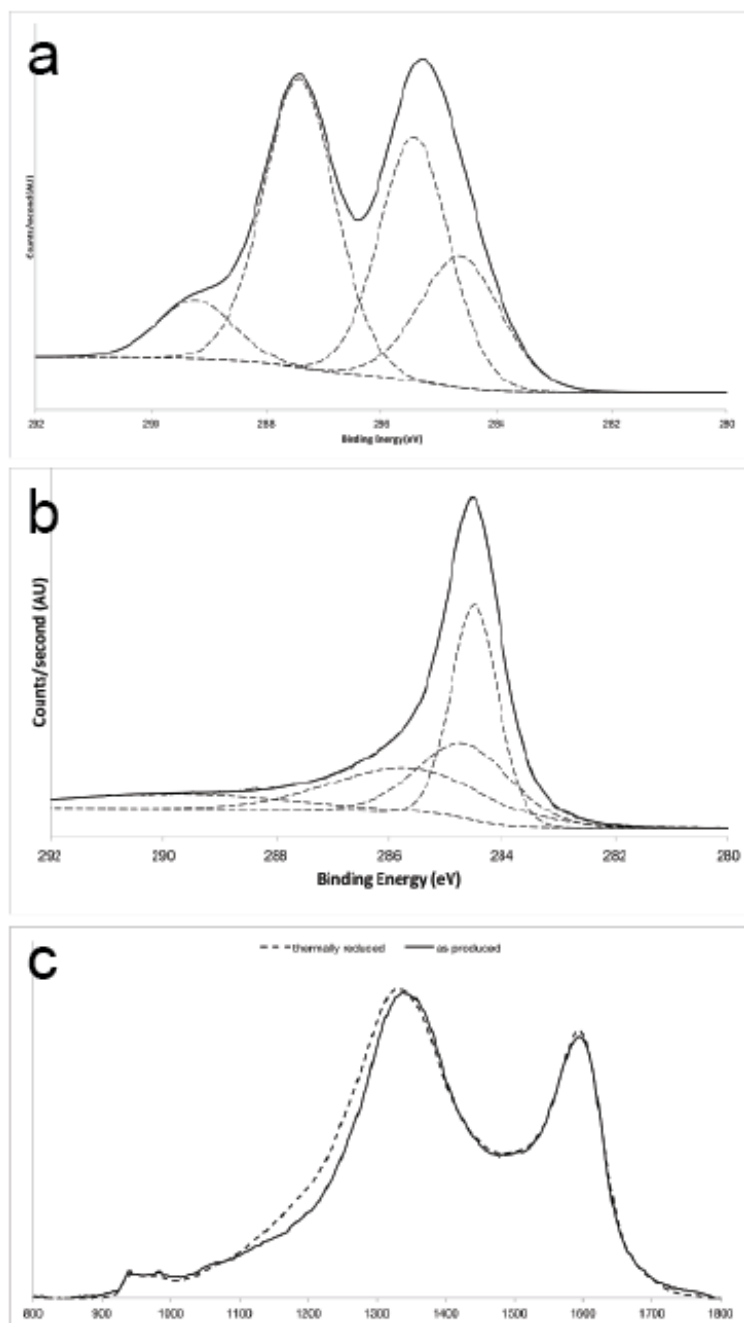 a
Counts/second(AU)
292 290 288 286 284 282 280
Binding Energy(eV)
b
Counts/second (AU)
292 290 288 286 284 282 280
Binding Energy (eV)
c
thermally reduced as produced
800 900 1000 1100 1200 1300 1400 1500 1600 1700 1800